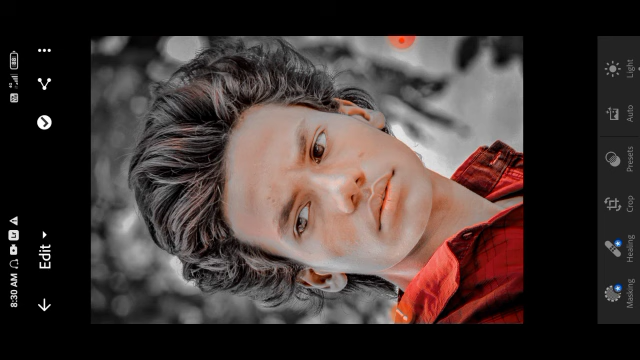 8:30 AM
Edit
Masking
Healing
Crop
Presets
Auto
Light